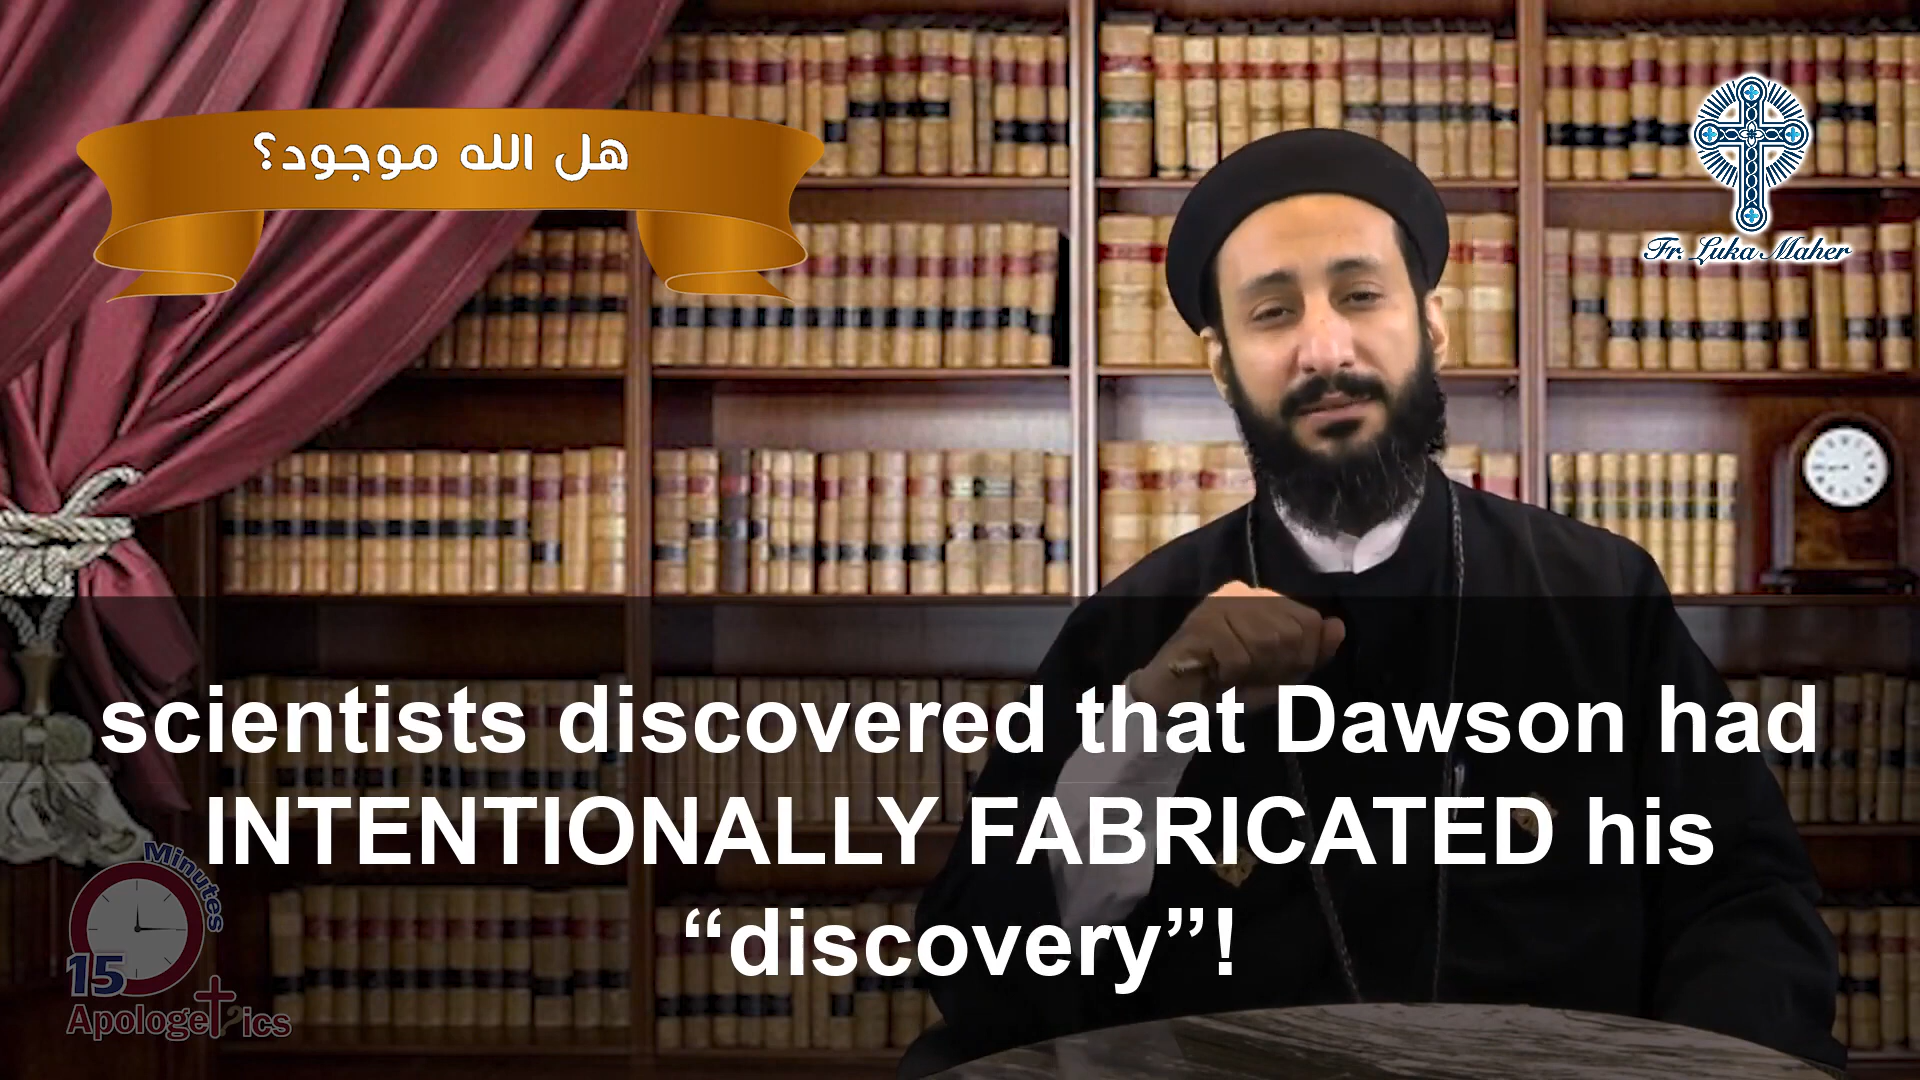 هل الله موجود؟
Fr. Luka Maher
scientists discovered that Dawson had
INTENTIONALLY FABRICATED his
“discovery”!
Minutes
15
Apologetics